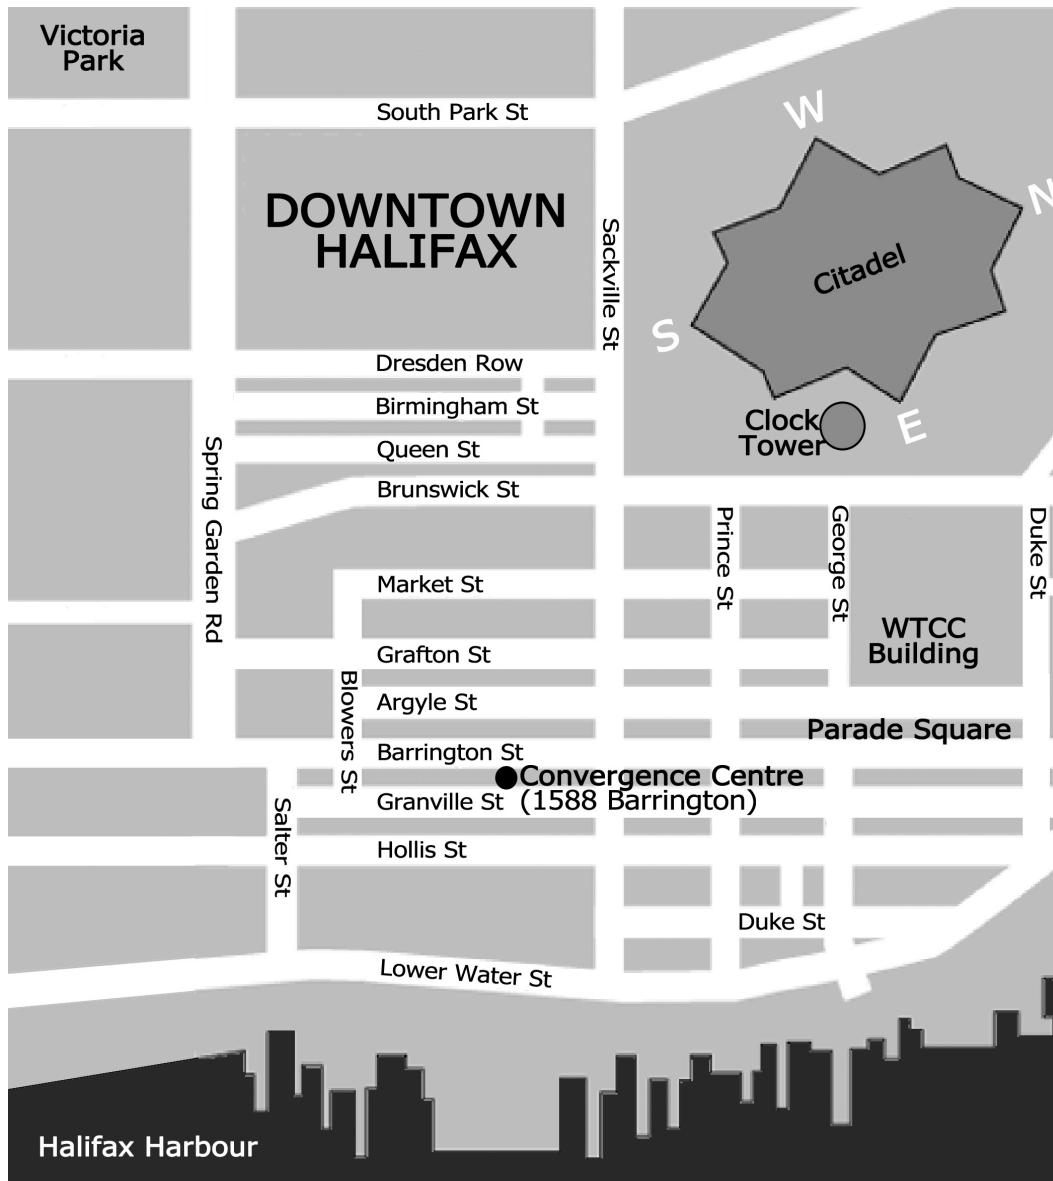 Victoria
Park
South Park St
W
N
DOWNTOWN
HALIFAX
Sackville St
Citadel
S
Dresden Row
Birmingham St
Clock
Tower
E
Queen St
Spring Garden Rd
Brunswick St
Prince St
George St
Duke St
Market St
WTCC
Building
Grafton St
Blowers St
Argyle St
Parade Square
Barrington St
Convergence Centre
Granville St
(1588 Barrington)
Salter St
Hollis St
Duke St
Lower Water St
Halifax Harbour